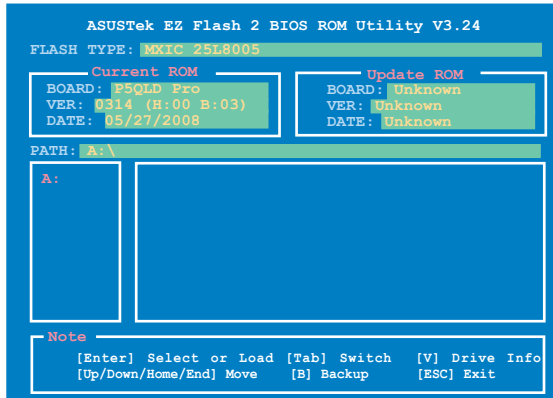 ASUSTek EZ Flash 2 BIOS ROM Utility V3.24
FLASH TYPE: MXIC 25L8005
Current ROM
BOARD: P5QLD Pro
VER: 0314 (H:00 B:03)
DATE: 05/27/2008
Update ROM
BOARD: Unknown
VER: Unknown
DATE: Unknown
PATH: A:\
A:
Note
[Enter] Select or Load [Tab] Switch [V] Drive Info
[Up/Down/Home/End] Move [B] Backup [ESC] Exit